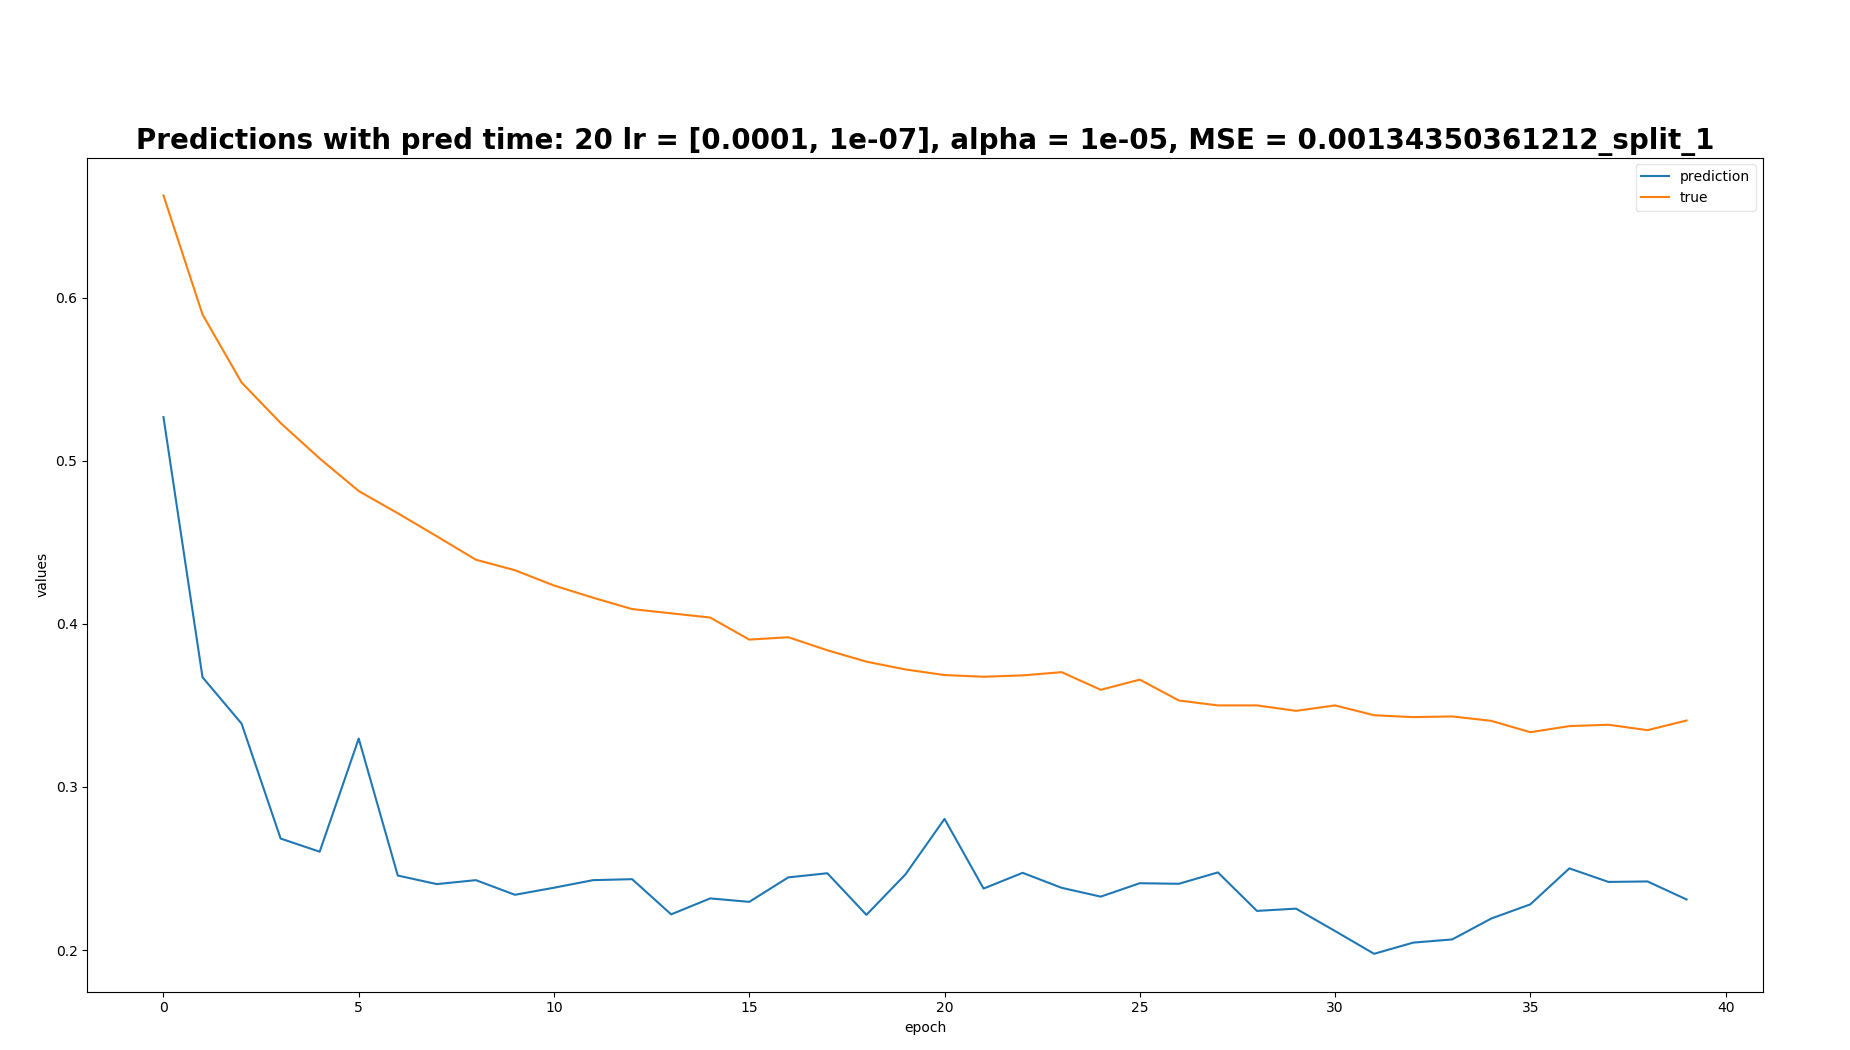 Predictions with pred time: 20 lr = [0.0001, 1e-07], alpha = 1e-05, MSE = 0.00134350361212_split_1
prediction
true
0.6
0.5
0.4
0.3
0.2
values
0 5 10 15 20 25 30 35 40
epoch